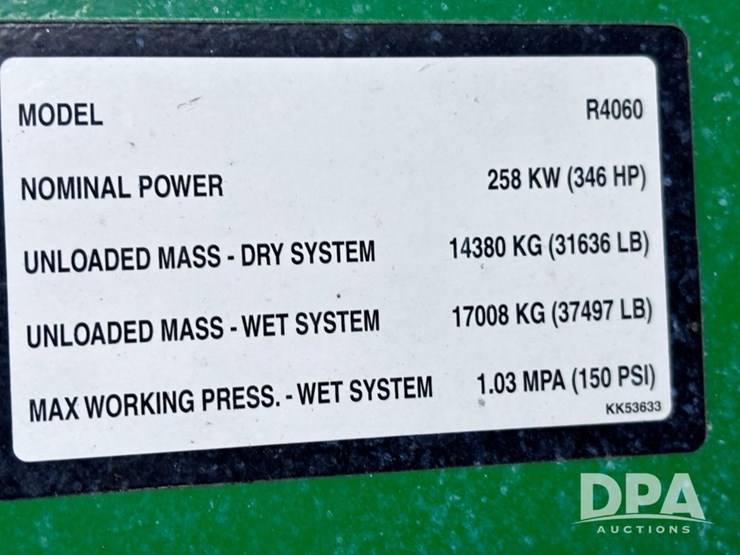 MODEL R4060
NOMINAL POWER 258 KW (346 HP)
UNLOADED MASS - DRY SYSTEM 14380 KG (31636 LB)
UNLOADED MASS - WET SYSTEM 17008 KG (37497 LB)
MAX WORKING PRESS. - WET SYSTEM 1.03 MPA (150 PSI)
KK53633
DPA
AUCTIONS